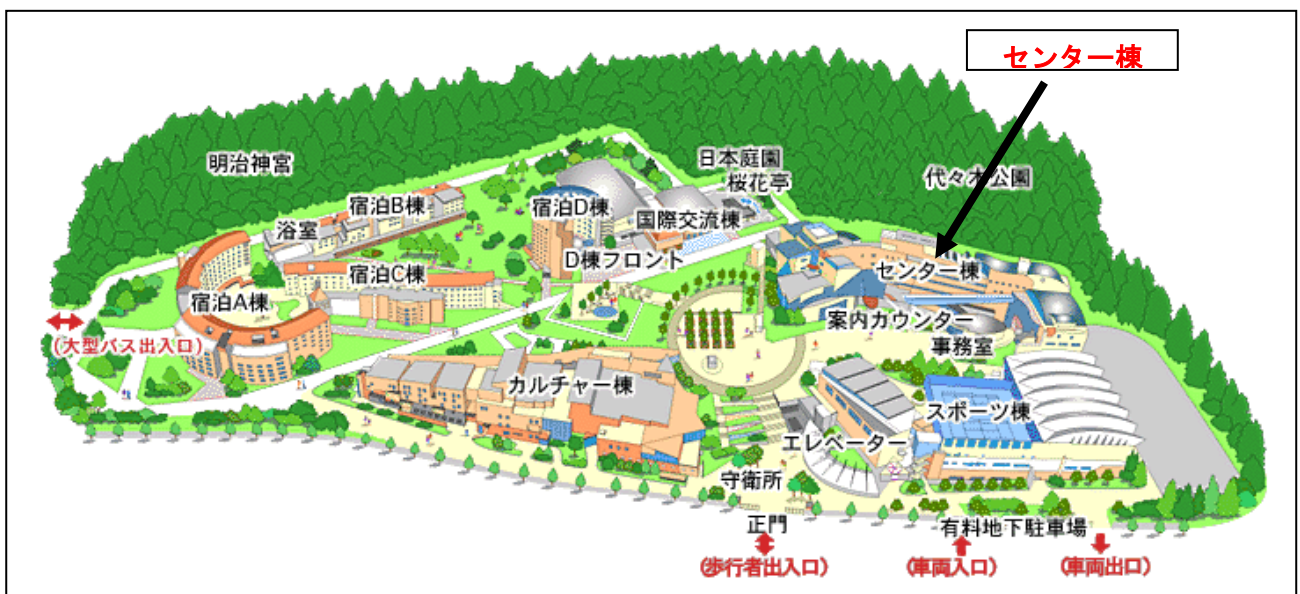 センター棟
明治神宮
日本庭園
桜花亭
代々木公園
宿泊B棟
浴室
宿泊D棟
国際交流棟
D棟フロント
宿泊C棟
宿泊A棟
センター棟
案内カウンター
事務室
(大型バス出入口)
カルチャー棟
スポーツ棟
エレベーター
守衛所
正門
有料地下駐車場
(歩行者出入口)
(車両入口)
(車両出口)